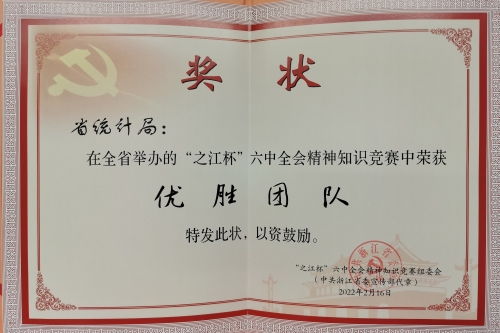 奖状
省统计局：
在全省举办的“之江杯”六中全会精神知识竞赛中荣获
优胜团队
特发此状，以资鼓励。
“之江杯”六中全会精神知识竞赛组委会
（中共浙江省委宣传部代章）
2022年2月16日